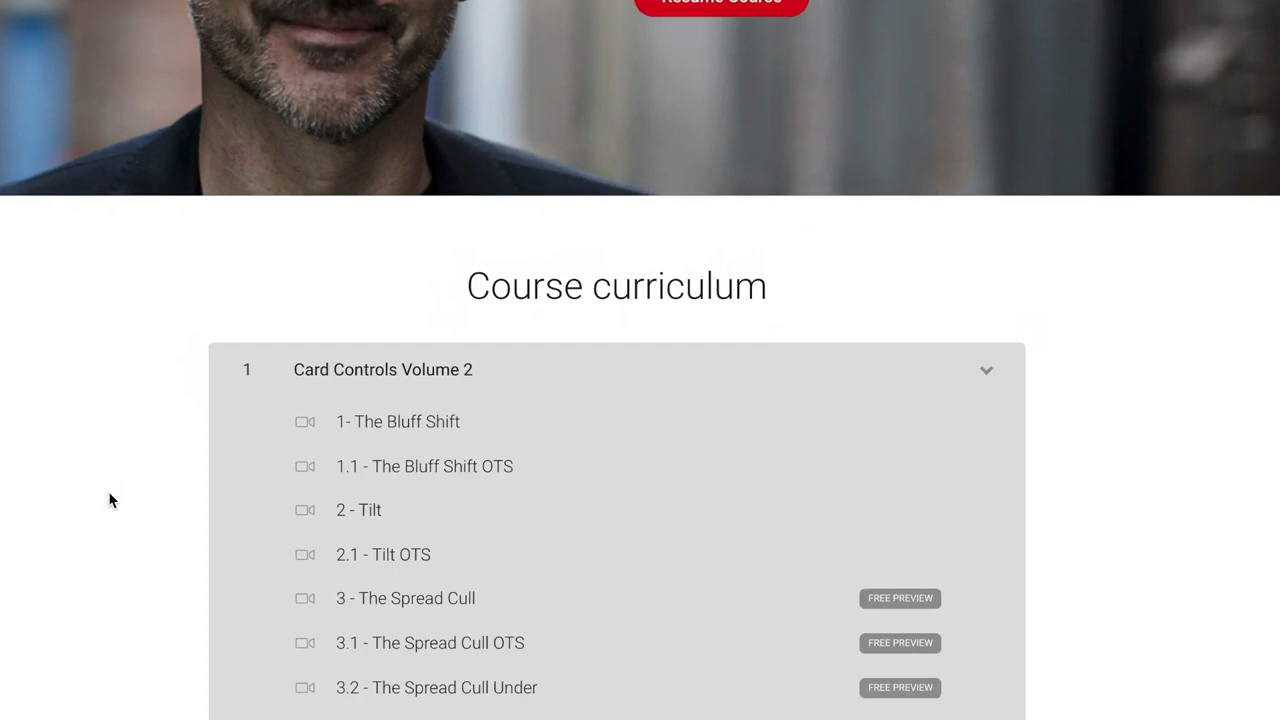 Resume Course
Course curriculum
1 Card Controls Volume 2
1- The Bluff Shift
1.1 - The Bluff Shift OTS
2 - Tilt
2.1 - Tilt OTS
3 - The Spread Cull FREE PREVIEW
3.1 - The Spread Cull OTS FREE PREVIEW
3.2 - The Spread Cull Under FREE PREVIEW